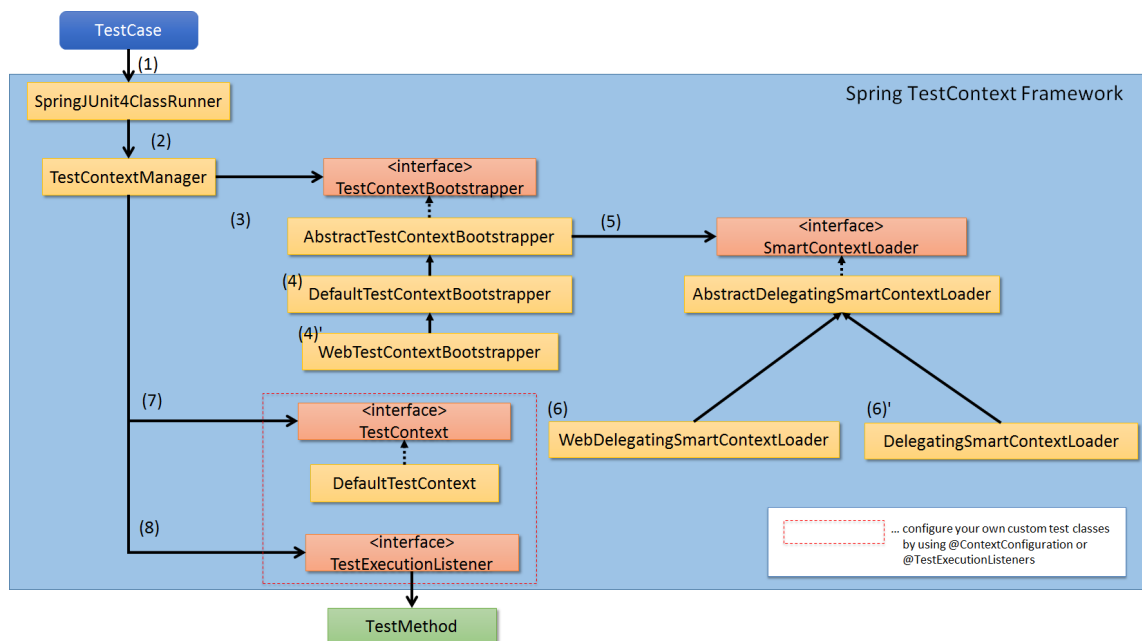 TestCase
(1)
Spring TestContext Framework
SpringJUnit4ClassRunner
(2)
TestContextManager
<interface>
TestContextBootstrapper
(3)
AbstractTestContextBootstrapper
(5)
<interface>
SmartContextLoader
(4)
DefaultTestContextBootstrapper
AbstractDelegatingSmartContextLoader
(4)'
WebTestContextBootstrapper
(7)
<interface>
TestContext
(6)
WebDelegatingSmartContextLoader
(6)'
DelegatingSmartContextLoader
DefaultTestContext
(8)
<interface>
TestExecutionListener
... configure your own custom test classes
by using @ContextConfiguration or
@TestExecutionListeners
TestMethod